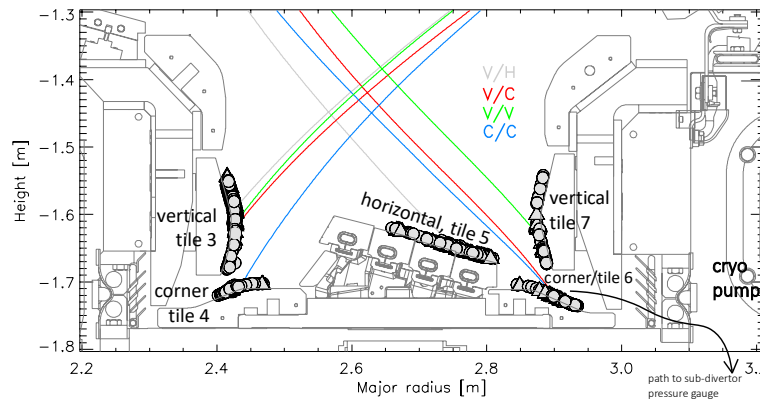 −1.3
−1.4
−1.5
−1.6
−1.7
−1.8
Height [m]
V/H
V/C
V/V
C/C
horizontal, tile 5
vertical
tile 3
vertical
tile 7
corner
tile 4
corner/tile 6
cryo
pump
2.2
2.4
2.6
2.8
3.0
3.2
Major radius [m]
path to sub-divertor
pressure gauge